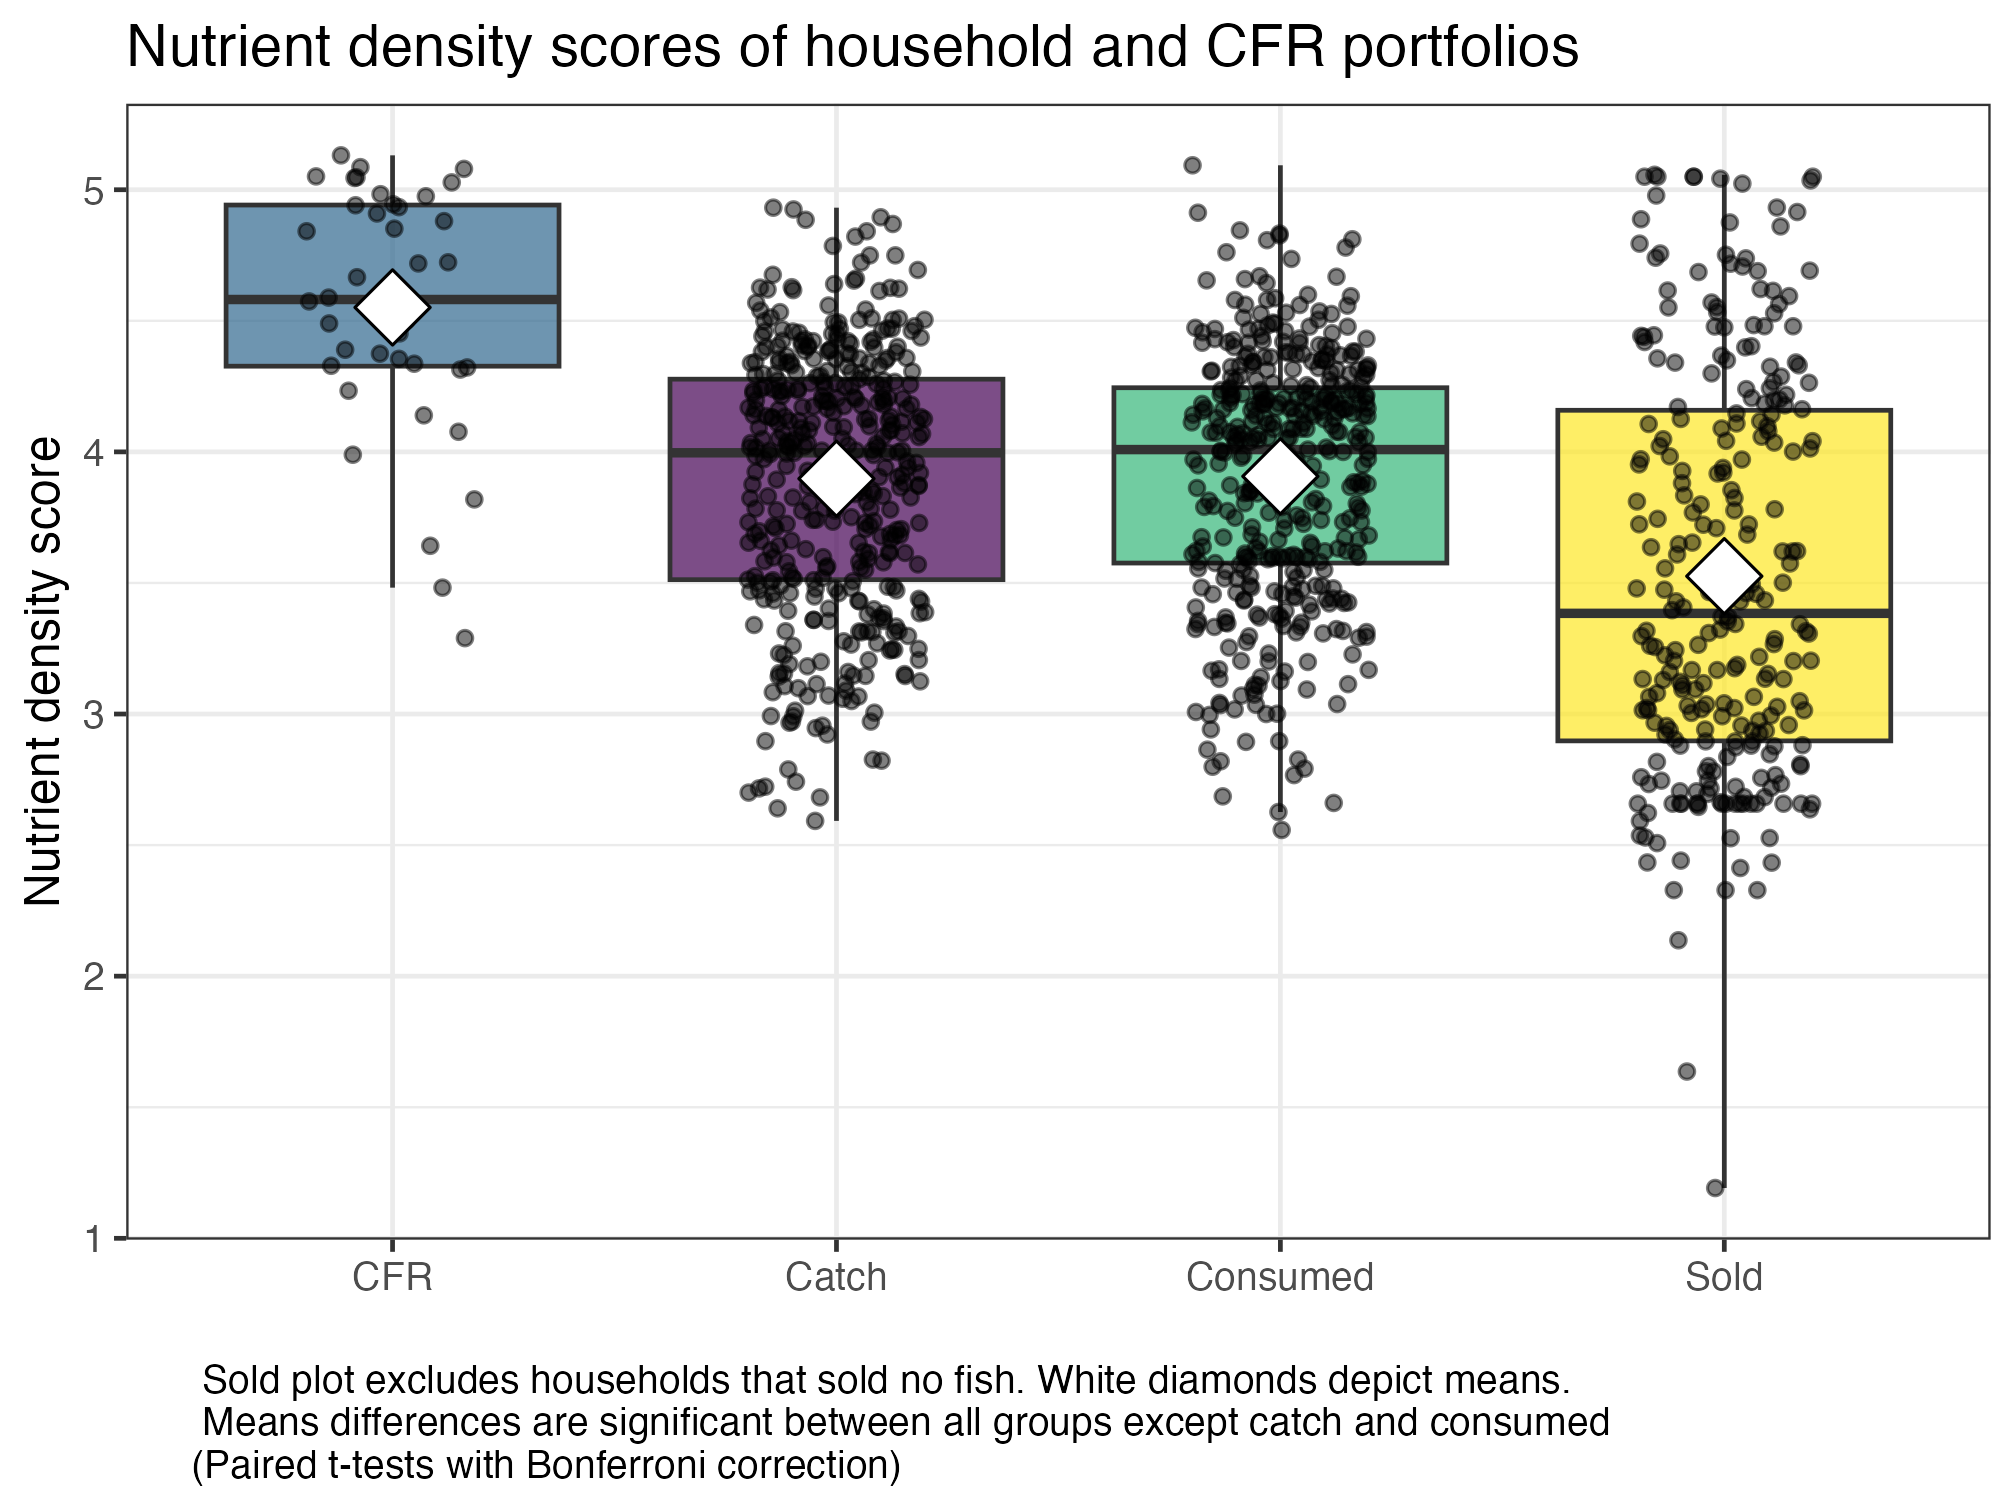 Nutrient density scores of household and CFR portfolios
Nutrient density score
5
4
3
2
1
CFR
Catch
Consumed
Sold
Sold plot excludes households that sold no fish. White diamonds depict means.
Means differences are significant between all groups except catch and consumed
(Paired t-tests with Bonferroni correction)